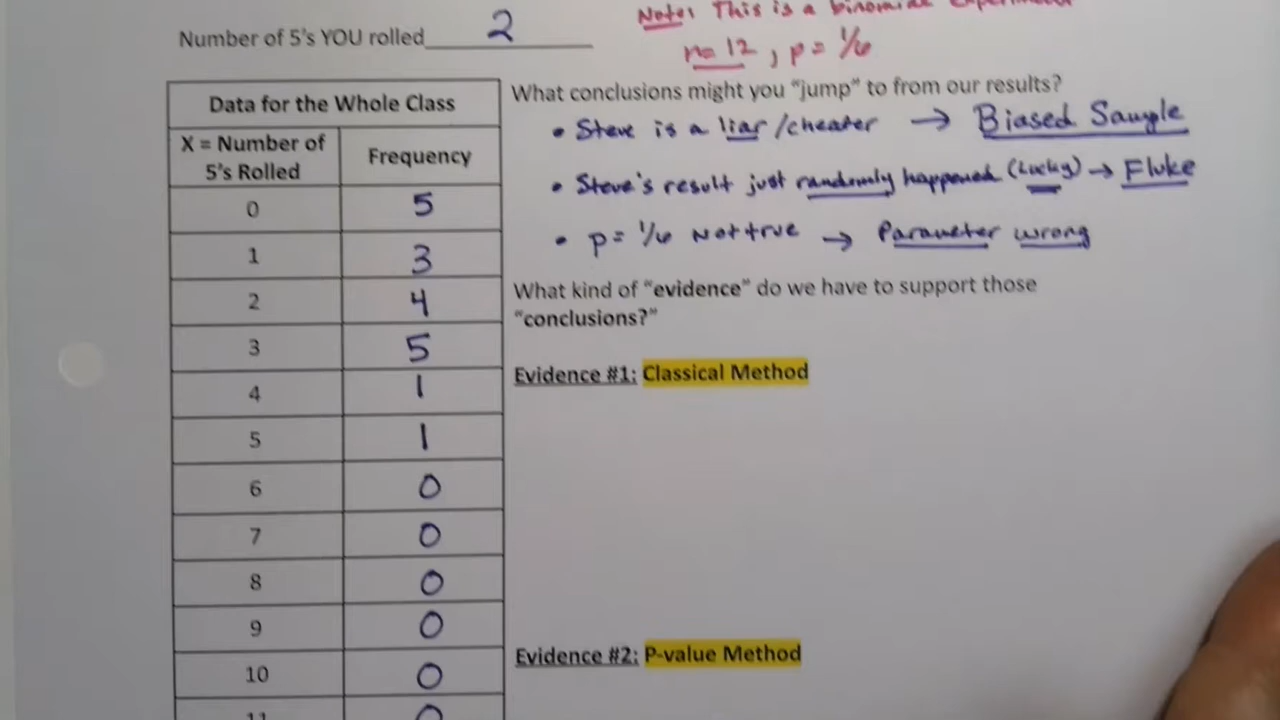 Note: This is a binomial experiment
Number of 5's YOU rolled 2
n=12, p= 1/6
Data for the Whole Class
X = Number of 5's Rolled
Frequency
0 5
1 3
2 4
3 5
4 1
5 1
6 0
7 0
8 0
9 0
10 0
11 0
What conclusions might you "jump" to from our results?
• Steve is a liar/cheater → Biased Sample
• Steve's result just randomly happened (Lucky) → Fluke
• p= 1/6 Not true → Parameter wrong
What kind of "evidence" do we have to support those
"conclusions?"
Evidence #1: Classical Method
Evidence #2: P-value Method